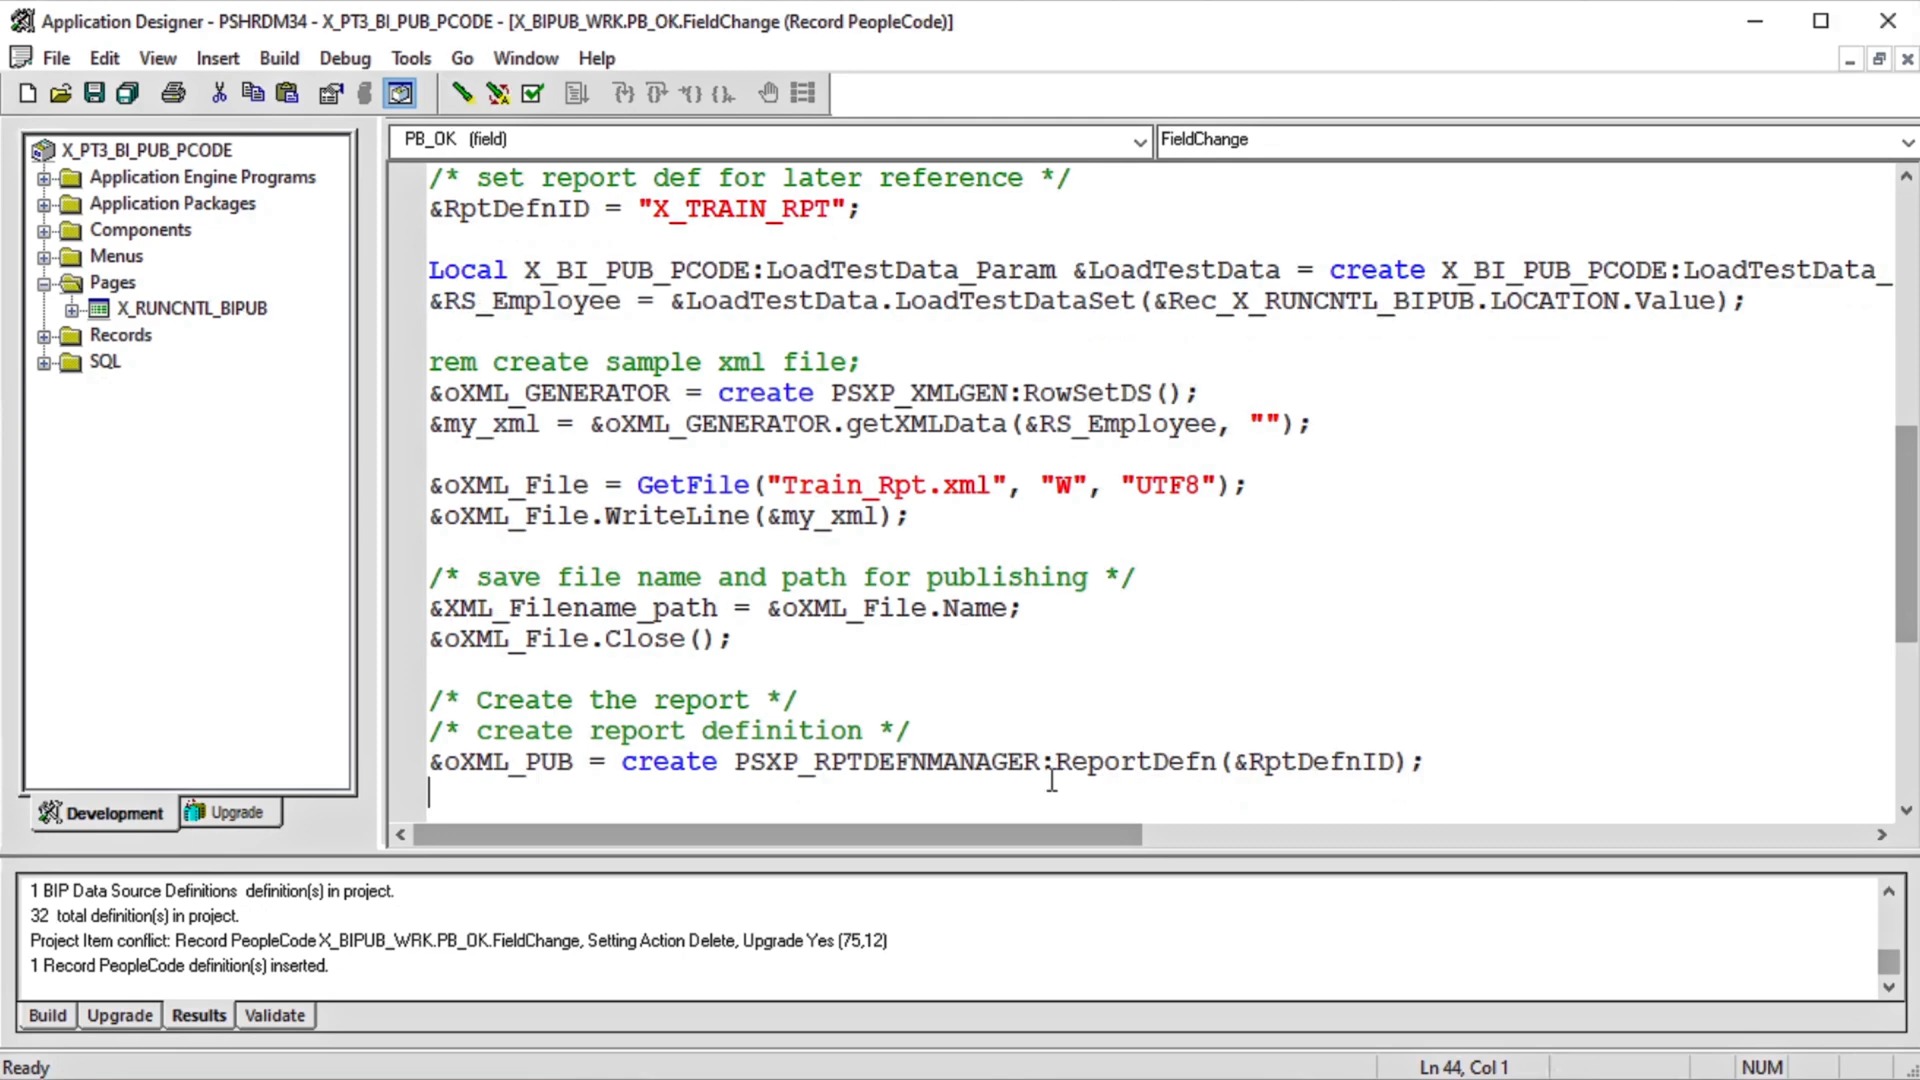 Application Designer - PSHRDM34 - X_PT3_BI_PUB_PCODE - [X_BIPUB_WRK.PB_OK.FieldChange (Record PeopleCode)]
File Edit View Insert Build Debug Tools Go Window Help
X_PT3_BI_PUB_PCODE
Application Engine Programs
Application Packages
Components
Menus
Pages
X_RUNCNTL_BIPUB
Records
SQL
Development Upgrade
PB_OK (field) FieldChange
/* set report def for later reference */
&RptDefnID = "X_TRAIN_RPT";
Local X_BI_PUB_PCODE:LoadTestData_Param &LoadTestData = create X_BI_PUB_PCODE:LoadTestData_
&RS_Employee = &LoadTestData.LoadTestDataSet(&Rec_X_RUNCNTL_BIPUB.LOCATION.Value);
rem create sample xml file;
&oXML_GENERATOR = create PSXP_XMLGEN:RowSetDS();
&my_xml = &oXML_GENERATOR.getXMLData(&RS_Employee, "");
&oXML_File = GetFile("Train_Rpt.xml", "W", "UTF8");
&oXML_File.WriteLine(&my_xml);
/* save file name and path for publishing */
&XML_Filename_path = &oXML_File.Name;
&oXML_File.Close();
/* Create the report */
/* create report definition */
&oXML_PUB = create PSXP_RPTDEFNMANAGER:ReportDefn(&RptDefnID);
1 BIP Data Source Definitions definition(s) in project.
32 total definition(s) in project.
Project Item conflict: Record PeopleCode X_BIPUB_WRK.PB_OK.FieldChange, Setting Action Delete, Upgrade Yes (75,12)
1 Record PeopleCode definition(s) inserted.
Build Upgrade Results Validate
Ready Ln 44, Col 1 NUM